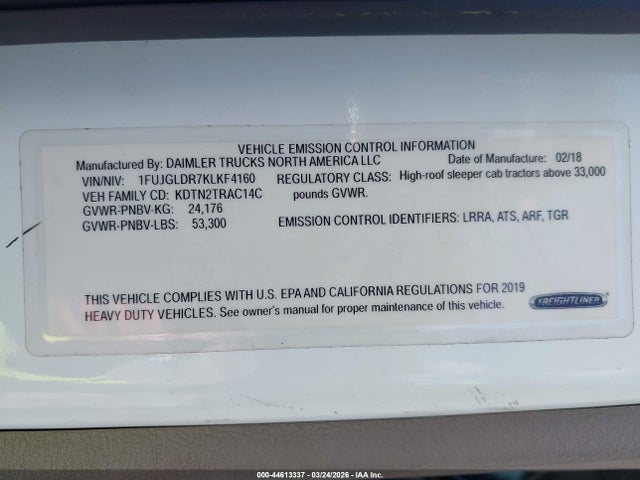 VEHICLE EMISSION CONTROL INFORMATION
Manufactured By: DAIMLER TRUCKS NORTH AMERICA LLC Date of Manufacture: 02/18
VIN/NIV: 1FUJGLDR7KLKF4160 REGULATORY CLASS: High-roof sleeper cab tractors above 33,000
VEH FAMILY CD: KDTN2TRAC14C pounds GVWR.
GVWR-PNBV-KG: 24,176
GVWR-PNBV-LBS: 53,300 EMISSION CONTROL IDENTIFIERS: LRRA, ATS, ARF, TGR
THIS VEHICLE COMPLIES WITH U.S. EPA AND CALIFORNIA REGULATIONS FOR 2019
HEAVY DUTY VEHICLES. See owner's manual for proper maintenance of this vehicle.
FREIGHTLINER
000-44613337 - 03/24/2026 - IAA Inc.